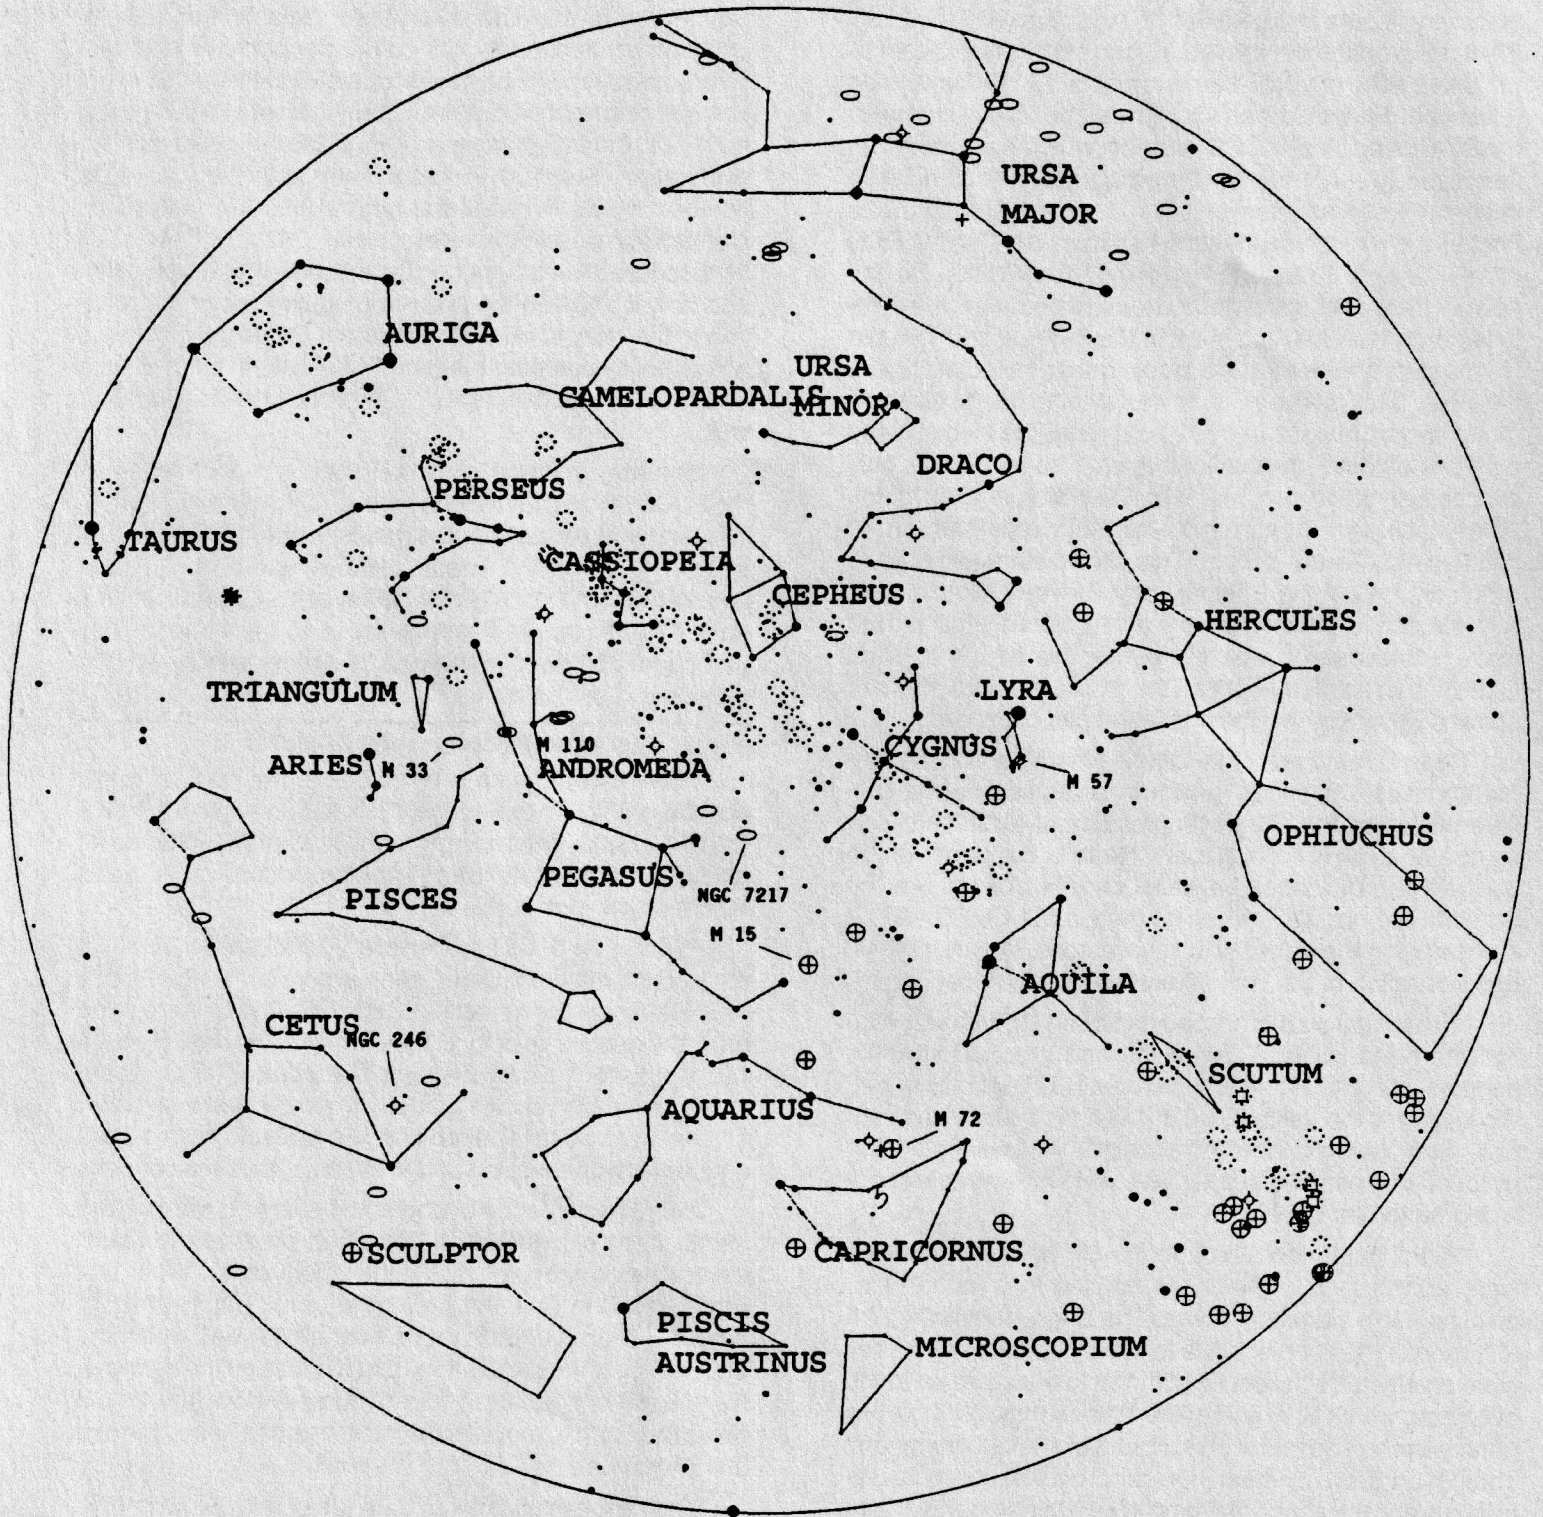 URSA
MAJOR
AURIGA
URSA
MINOR
CAMELOPARDALIS
DRACO
PERSEUS
TAURUS
CASSIOPEIA
CEPHEUS
HERCULES
TRIANGULUM
LYRA
M 110
CYGNUS
ARIES
M 33
ANDROMEDA
M 57
OPHIUCHUS
PEGASUS
NGC 7217
PISCES
M 15
AQUILA
CETUS
NGC 246
SCUTUM
AQUARIUS
M 72
SCULPTOR
CAPRICORNUS
PISCIS
AUSTRINUS
MICROSCOPIUM